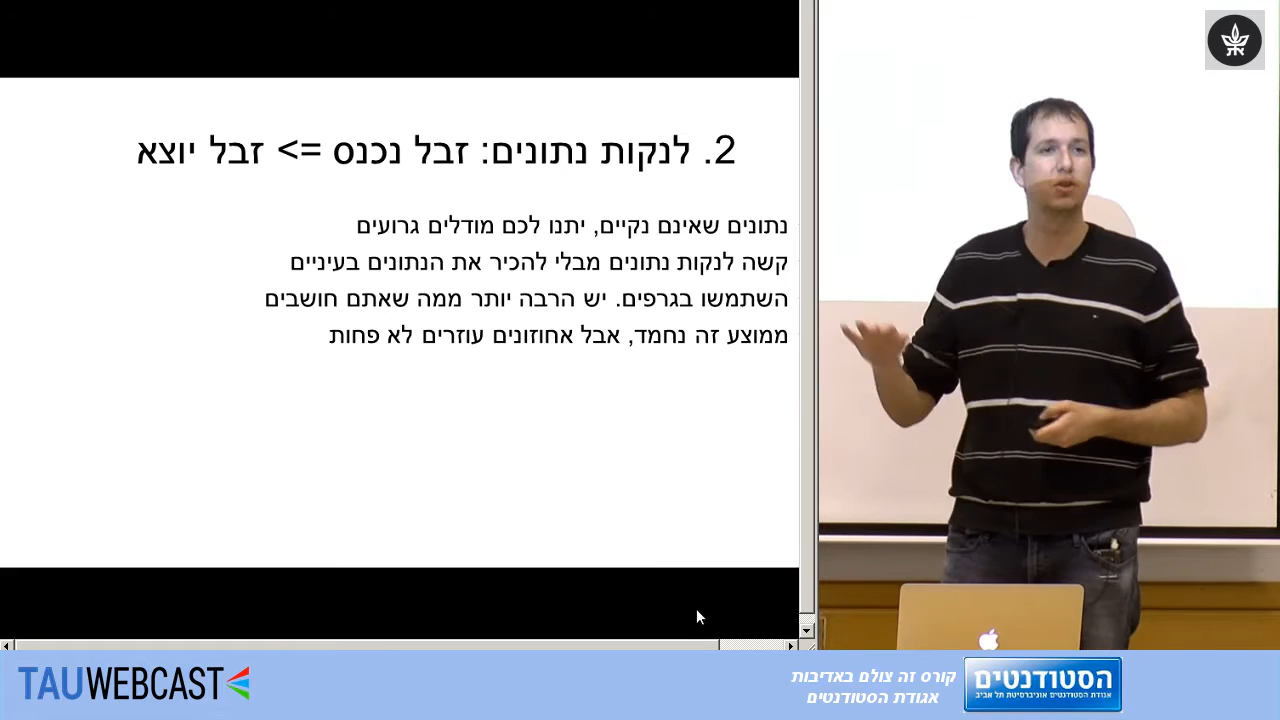 2. לנקות נתונים: זבל נכנס => זבל יוצא
נתונים שאינם נקיים, יתנו לכם מודלים גרועים
קשה לנקות נתונים מבלי להכיר את הנתונים בעיניים
השתמשו בגרפים. יש הרבה יותר ממה שאתם חושבים
ממוצע זה נחמד, אבל אחוזונים עוזרים לא פחות
TAUWEBCAST
קורס זה צולם באדיבות
אגודת הסטודנטים
הסטודנטים
אגודת הסטודנטים אוניברסיטת תל אביב